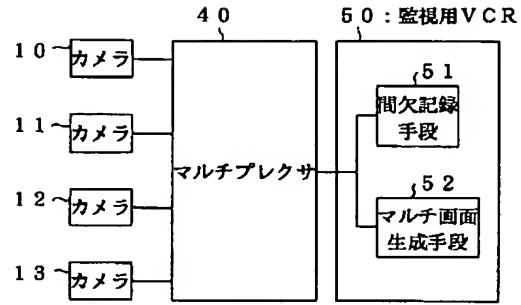 ４０
５０：監視用ＶＣＲ
１０
カメラ
５１
間欠記録
手段
１１
カメラ
マルチプレクサ
５２
マルチ画面
生成手段
１２
カメラ
１３
カメラ